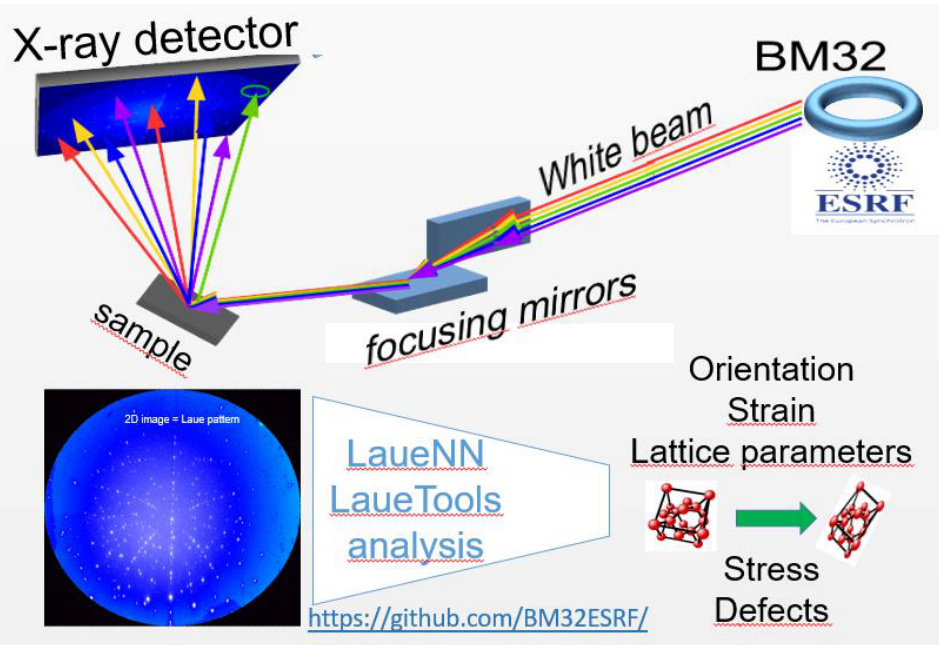 X-ray detector
BM32
White beam
ESRF
The European Synchrotron
focusing mirrors
sample
2D image = Laue pattern
LaueNN
LaueTools
analysis
https://github.com/BM32ESRF/
Orientation
Strain
Lattice parameters
Stress
Defects